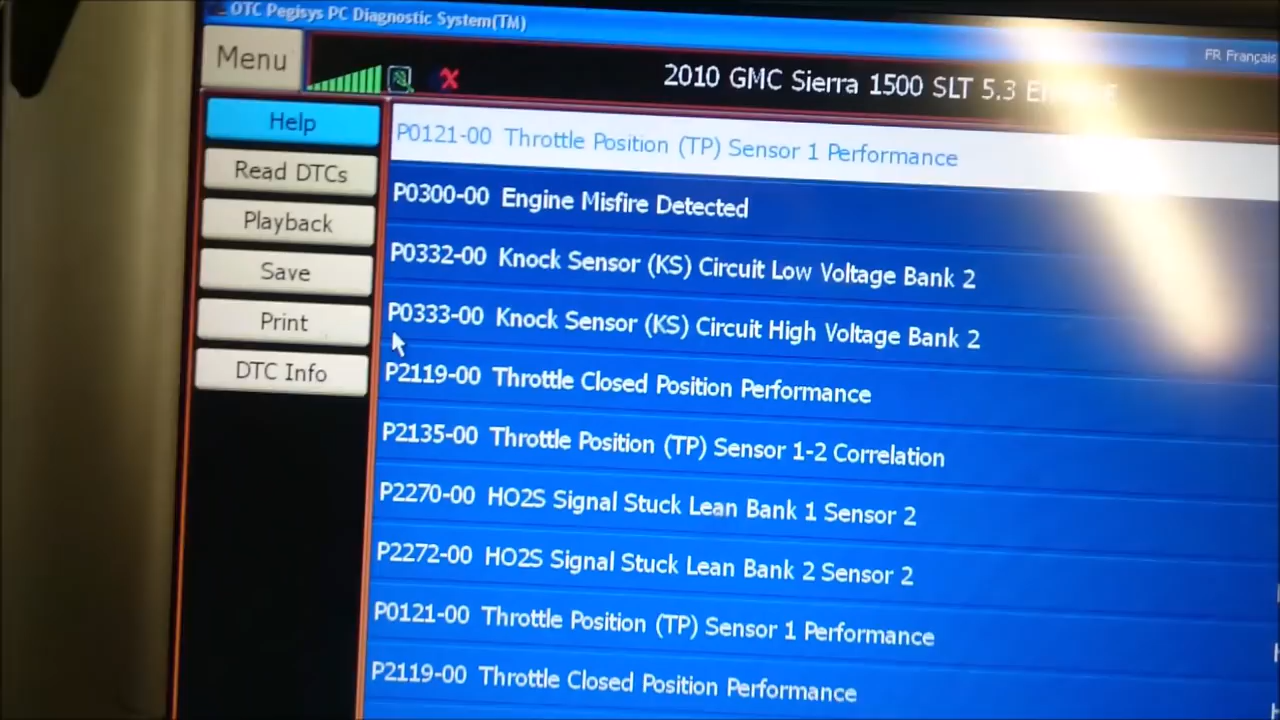 OTC Pegisys PC Diagnostic System(TM)
FR Français
Menu
2010 GMC Sierra 1500 SLT 5.3
Help
Read DTCs
Playback
Save
Print
DTC Info
P0121-00 Throttle Position (TP) Sensor 1 Performance
P0300-00 Engine Misfire Detected
P0332-00 Knock Sensor (KS) Circuit Low Voltage Bank 2
P0333-00 Knock Sensor (KS) Circuit High Voltage Bank 2
P2119-00 Throttle Closed Position Performance
P2135-00 Throttle Position (TP) Sensor 1-2 Correlation
P2270-00 HO2S Signal Stuck Lean Bank 1 Sensor 2
P2272-00 HO2S Signal Stuck Lean Bank 2 Sensor 2
P0121-00 Throttle Position (TP) Sensor 1 Performance
P2119-00 Throttle Closed Position Performance